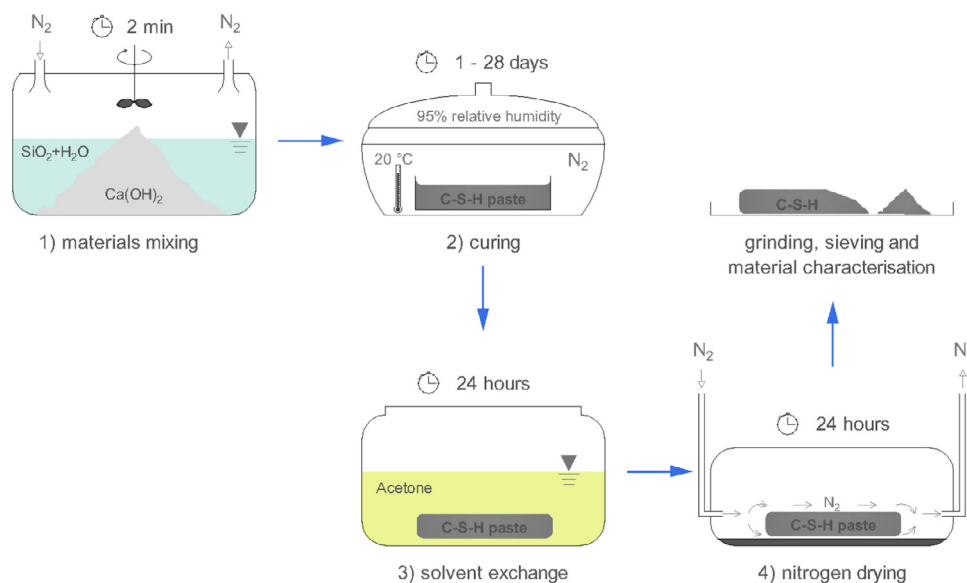 N₂
N₂
2 min
SiO₂+H₂O
Ca(OH)₂
1) materials mixing
1 - 28 days
95% relative humidity
N₂
20 °C
C-S-H paste
2) curing
24 hours
Acetone
C-S-H paste
3) solvent exchange
N₂
N
24 hours
N₂
C-S-H paste
4) nitrogen drying
C-S-H
grinding, sieving and
material characterisation